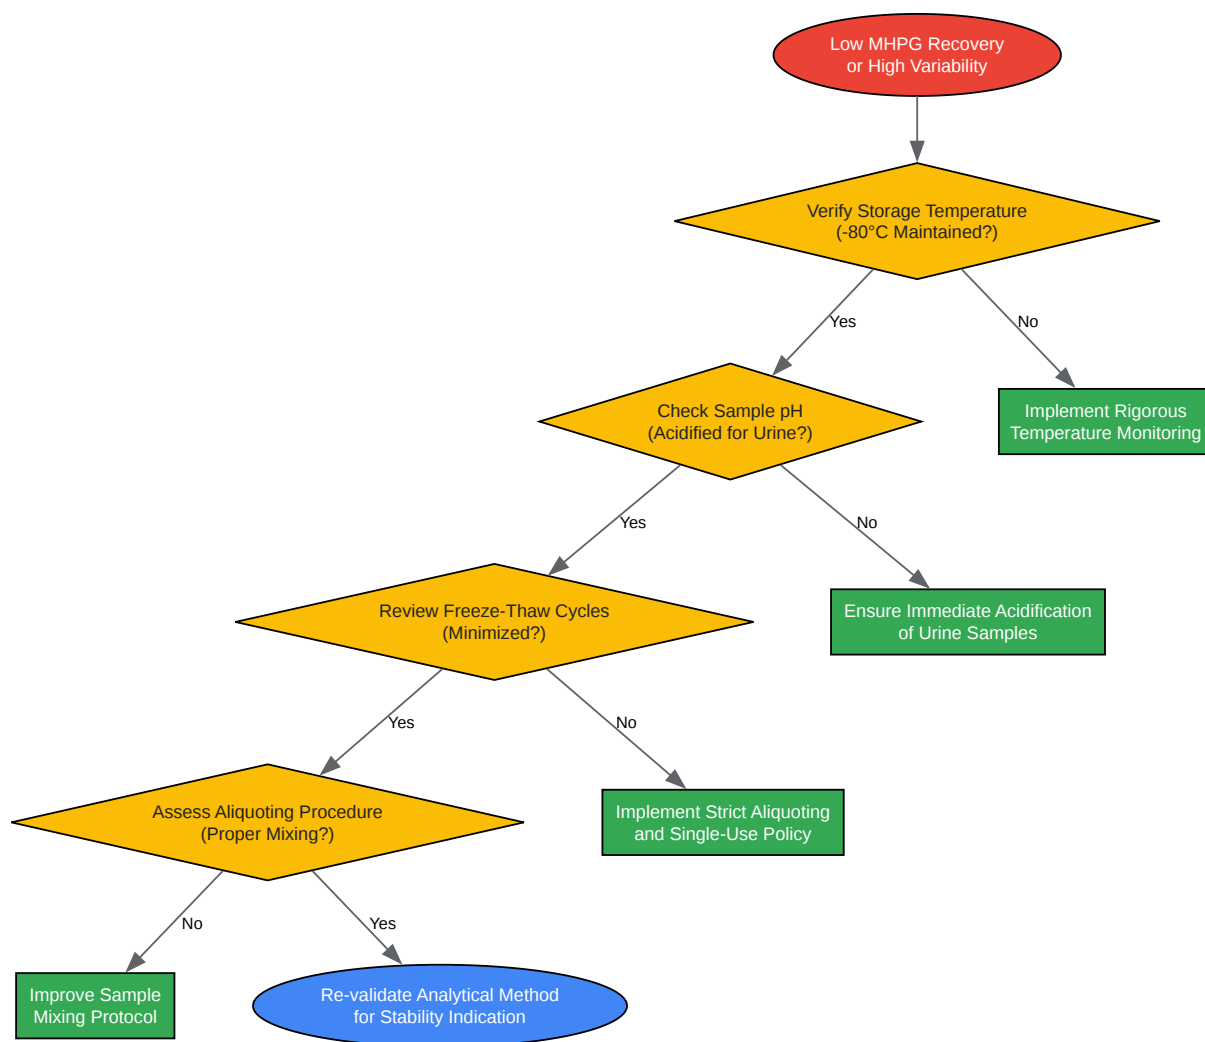 Low MHPG Recovery
or High Variability
Verify Storage Temperature
(-80°C Maintained?)
Yes
No
Check Sample pH
(Acidified for Urine?)
Implement Rigorous
Temperature Monitoring
Yes
No
Review Freeze-Thaw Cycles
(Minimized?)
Ensure Immediate Acidification
of Urine Samples
Yes
No
Assess Aliquoting Procedure
(Proper Mixing?)
Implement Strict Aliquoting
and Single-Use Policy
No
Yes
Improve Sample
Mixing Protocol
Re-validate Analytical Method
for Stability Indication